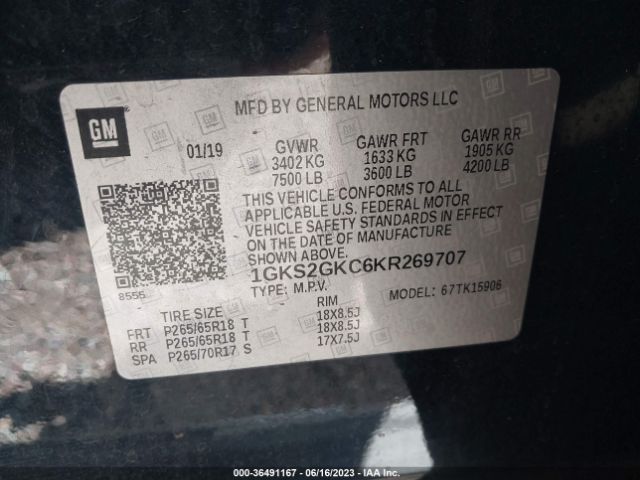 GM
MFD BY GENERAL MOTORS LLC
01/19
GVWR GAWR FRT GAWR RR
3402 KG 1633 KG 1905 KG
7500 LB 3600 LB 4200 LB
THIS VEHICLE CONFORMS TO ALL
APPLICABLE U.S. FEDERAL MOTOR
VEHICLE SAFETY STANDARDS IN EFFECT
ON THE DATE OF MANUFACTURE
SHOWN ABOVE.
1GKS2GKC6KR269707
TYPE: M.P.V. MODEL: 67TK15906
8555
TIRE SIZE RIM
FRT P265/65R18 T 18X8.5J
RR P265/65R18 T 18X8.5J
SPA P265/70R17 S 17X7.5J
0-36491167 - 06/16/2023 - IAA Inc.